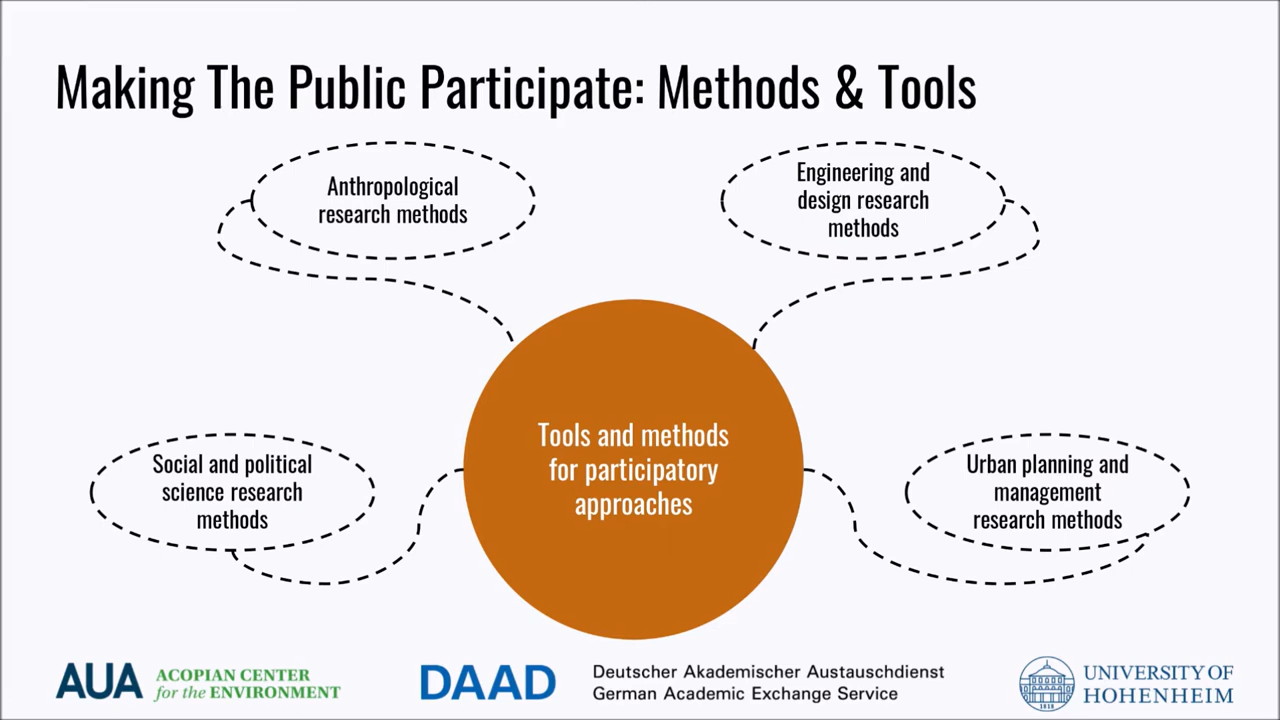 Making The Public Participate: Methods & Tools
Anthropological
research methods
Engineering and
design research
methods
Tools and methods
for participatory
approaches
Social and political
science research
methods
Urban planning and
management
research methods
AUA
ACOPIAN CENTER
for the ENVIRONMENT
DAAD
Deutscher Akademischer Austauschdienst
German Academic Exchange Service
1818
UNIVERSITY OF
HOHENHEIM